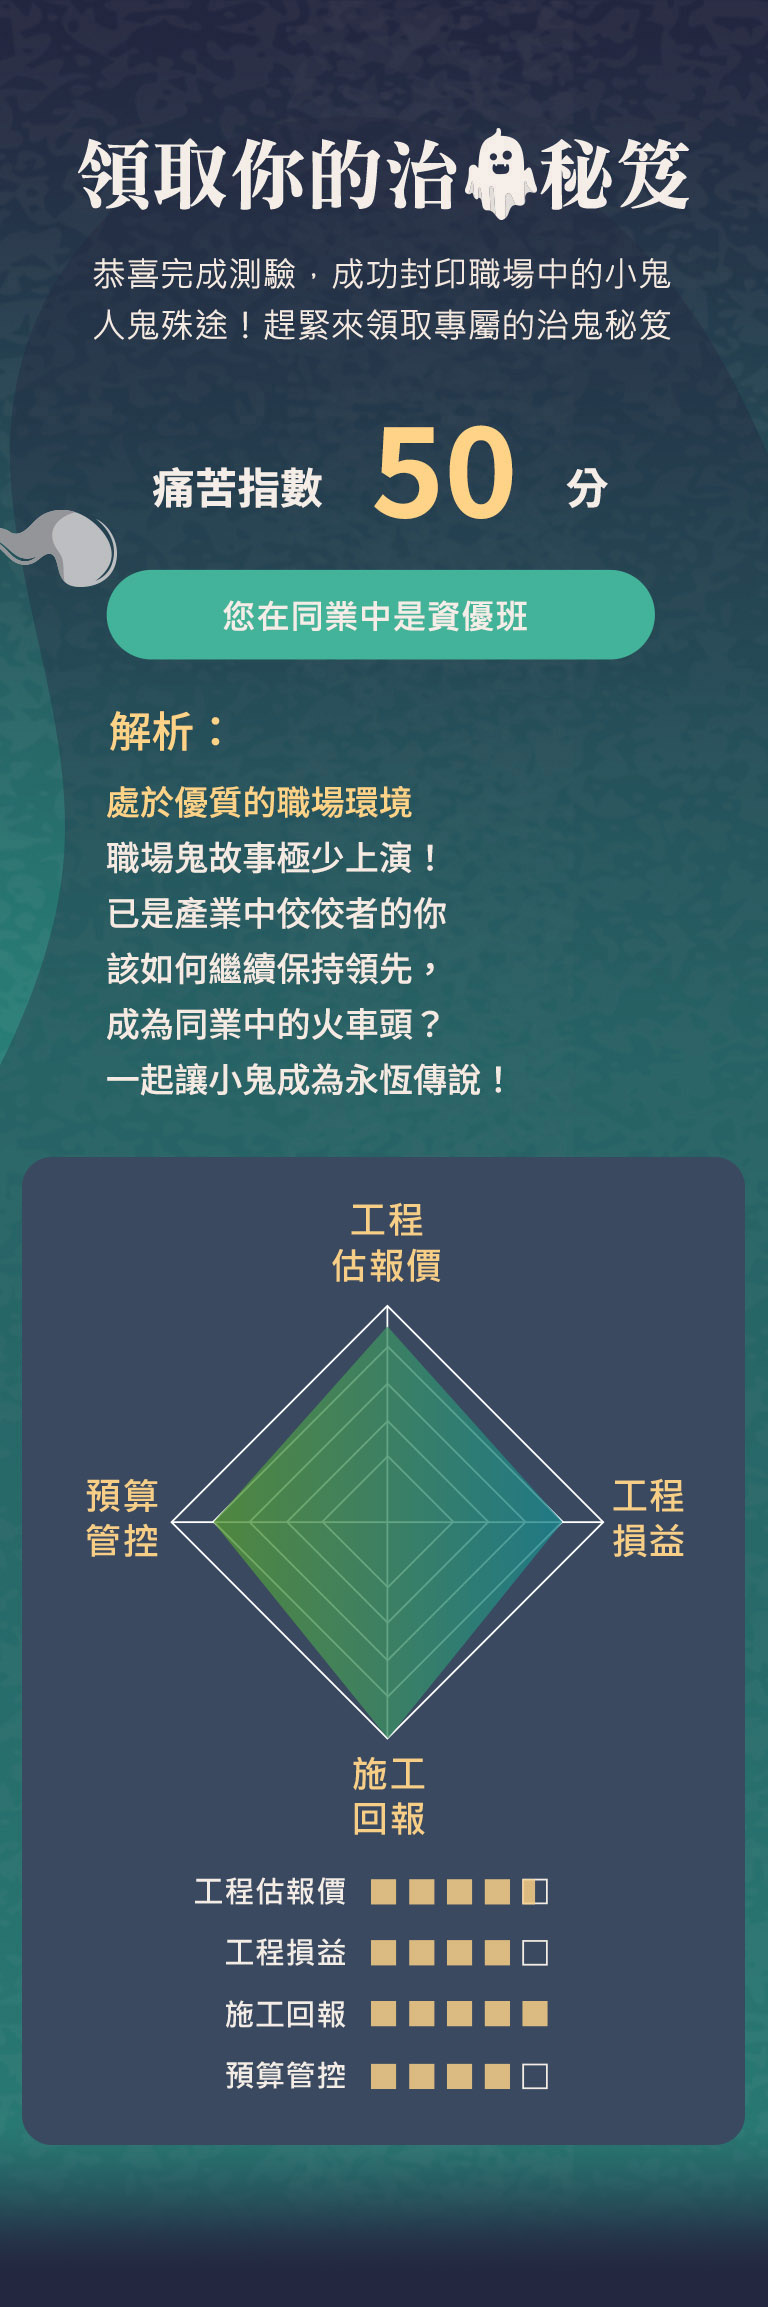 領取你的治秘笈
恭喜完成測驗，成功封印職場中的小鬼
人鬼殊途！趕緊來領取專屬的治鬼秘笈
痛苦指數 50 分
您在同業中是資優班
解析：
處於優質的職場環境
職場鬼故事極少上演！
已是產業中佼佼者的你
該如何繼續保持領先，
成為同業中的火車頭？
一起讓小鬼成為永恆傳說！
工程
估報價
預算
管控
工程
損益
施工
回報
工程估報價
工程損益
施工回報
預算管控